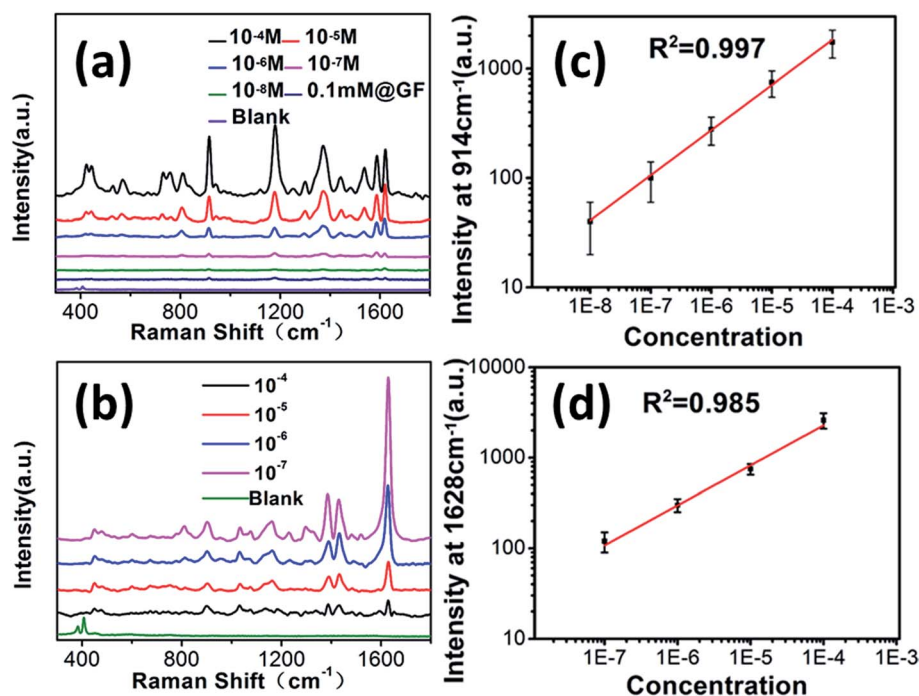 (a)
10⁻⁴M 10⁻⁵M
10⁻⁶M 10⁻⁷M
10⁻⁸M 0.1mM@GF
Blank
Intensity(a.u.)
400 800 1200 1600
Raman Shift（cm⁻¹）
(c)
R²=0.997
Intensity at 914cm⁻¹(a.u.)
1000
100
10
1E-8 1E-7 1E-6 1E-5 1E-4 1E-3
Concentration
(b)
10⁻⁴
10⁻⁵
10⁻⁶
10⁻⁷
Blank
Intensity(a.u.)
400 800 1200 1600
Raman Shift（cm⁻¹）
(d)
R²=0.985
Intensity at 1628cm⁻¹(a.u.)
10000
1000
100
10
1E-7 1E-6 1E-5 1E-4 1E-3
Concentration